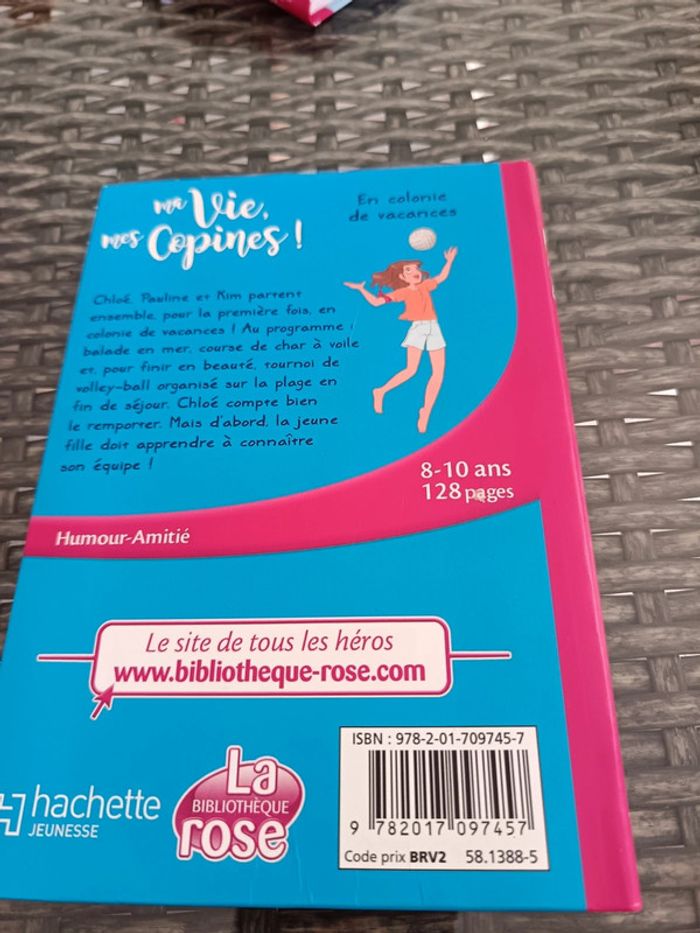 ma Vie,
mes Copines !
En colonie
de vacances
Chloé, Pauline et Kim partent
ensemble, pour la première fois, en
colonie de vacances ! Au programme :
balade en mer, course de char à voile
et, pour finir en beauté, tournoi de
volley-ball organisé sur la plage en
fin de séjour. Chloé compte bien
le remporter. Mais d'abord, la jeune
fille doit apprendre à connaître
son équipe !
8-10 ans
128 pages
Humour-Amitié
Le site de tous les héros
www.bibliotheque-rose.com
hachette
JEUNESSE
La
BIBLIOTHÈQUE
rose
ISBN : 978-2-01-709745-7
9 782017 097457
Code prix BRV2 58.1388-5